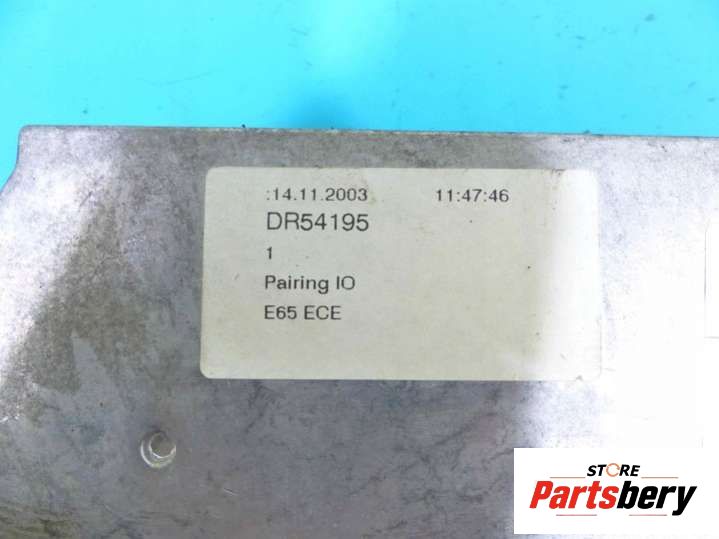 :14.11.2003 11:47:46
DR54195
1
Pairing IO
E65 ECE
STORE
Partsbery